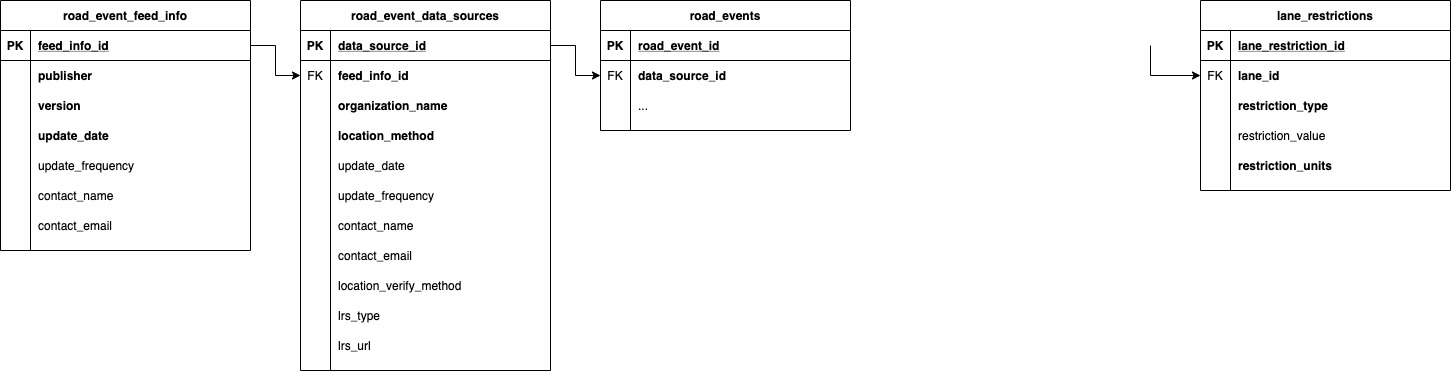 road_event_feed_info
PK feed_info_id
publisher
version
update_date
update_frequency
contact_name
contact_email
road_event_data_sources
PK data_source_id
FK feed_info_id
organization_name
location_method
update_date
update_frequency
contact_name
contact_email
location_verify_method
lrs_type
lrs_url
road_events
PK road_event_id
FK data_source_id
...
lane_restrictions
PK lane_restriction_id
FK lane_id
restriction_type
restriction_value
restriction_units